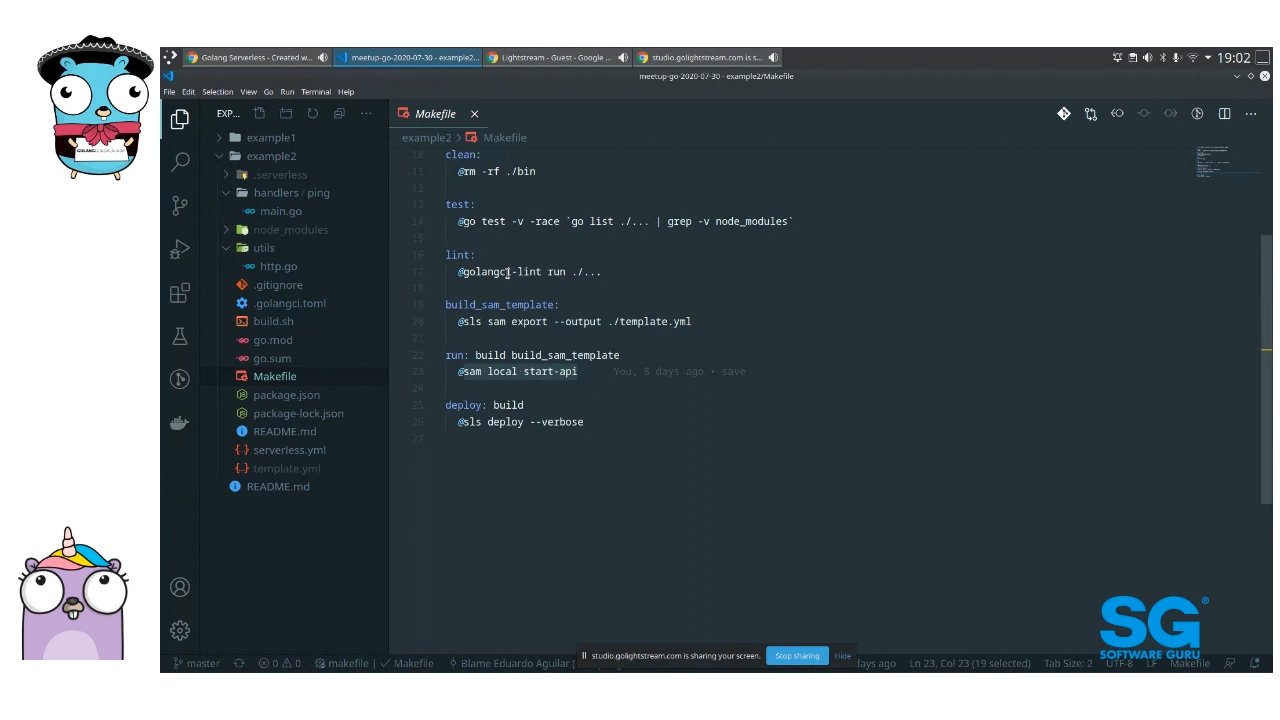 Golang Serverless - Created w...
meetup-go-2020-07-30 - example2...
Lightstream - Guest - Google ...
studio.golightstream.com is s...
19:02
meetup-go-2020-07-30 - example2/Makefile
File Edit Selection View Go Run Terminal Help
EXP...
Makefile
example2 > Makefile
example1
example2
.serverless
handlers / ping
main.go
node_modules
utils
http.go
.gitignore
.golangci.toml
build.sh
go.mod
go.sum
Makefile
package.json
package-lock.json
README.md
serverless.yml
template.yml
README.md
10 clean:
11 @rm -rf ./bin
12
13 test:
14 @go test -v -race `go list ./... | grep -v node_modules`
15
16 lint:
17 @golangci-lint run ./...
18
19 build_sam_template:
20 @sls sam export --output ./template.yml
21
22 run: build build_sam_template
23 @sam local start-api You, 8 days ago • save
24
25 deploy: build
26 @sls deploy --verbose
27
SG®
SOFTWARE GURU
studio.golightstream.com is sharing your screen. Stop sharing Hide
master 0 0 makefile | Makefile Blame Eduardo Aguilar ( days ago Ln 23, Col 23 (19 selected) Tab Size: 2 UTF-8 LF Makefile